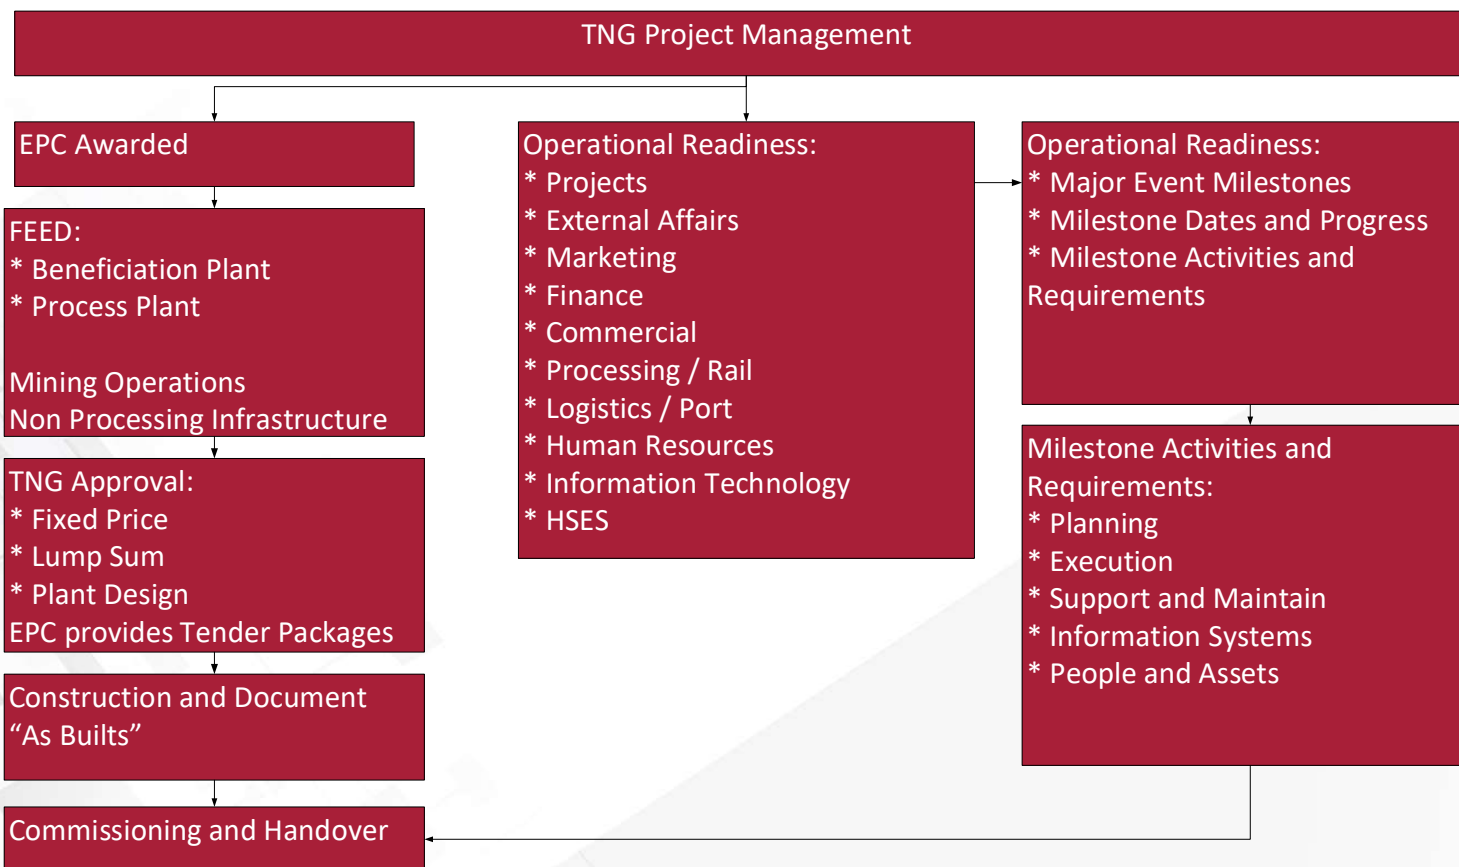 TNG Project Management
EPC Awarded
FEED:
* Beneficiation Plant
* Process Plant
Mining Operations
Non Processing Infrastructure
TNG Approval:
* Fixed Price
* Lump Sum
* Plant Design
EPC provides Tender Packages
Construction and Document
“As Builts”
Commissioning and Handover
Operational Readiness:
* Projects
* External Affairs
* Marketing
* Finance
* Commercial
* Processing / Rail
* Logistics / Port
* Human Resources
* Information Technology
* HSES
Operational Readiness:
* Major Event Milestones
* Milestone Dates and Progress
* Milestone Activities and
Requirements
Milestone Activities and
Requirements:
* Planning
* Execution
* Support and Maintain
* Information Systems
* People and Assets